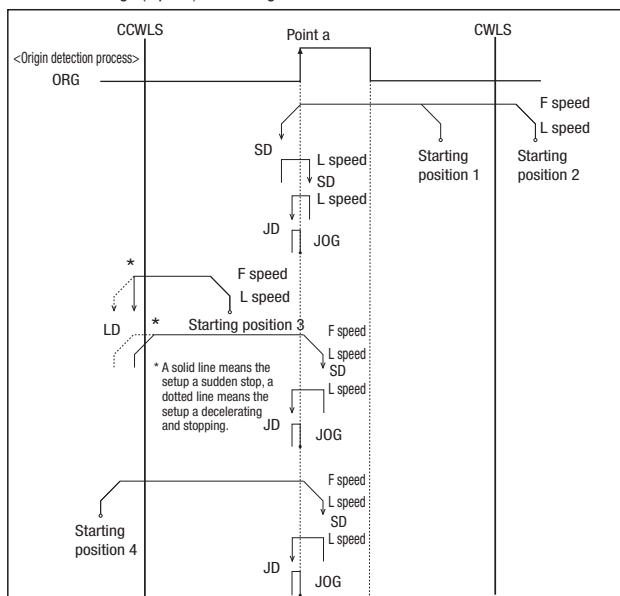 CCWLS
Point a
CWLS
<Origin detection process>
ORG
F speed
L speed
SD
Starting
position 1
Starting
position 2
L speed
SD
L speed
JD
JOG
*
F speed
L speed
LD
*
Starting position 3
F speed
L speed
SD
* A solid line means the
setup a sudden stop, a
dotted line means the
setup a decelerating
and stopping.
L speed
JD
JOG
F speed
L speed
SD
Starting
position 4
L speed
JD
JOG